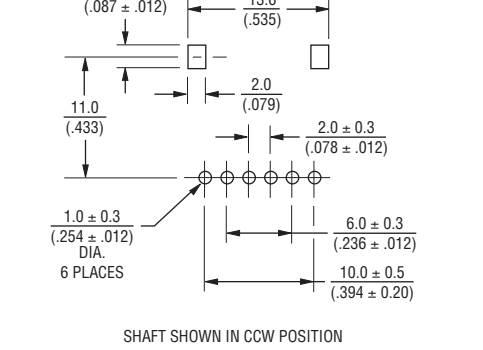 (.087 ± .012)
(.535)
2.0
(.079)
11.0
(.433)
2.0 ± 0.3
(.078 ± .012)
1.0 ± 0.3
(.254 ± .012)
DIA.
6 PLACES
6.0 ± 0.3
(.236 ± .012)
10.0 ± 0.5
(.394 ± 0.20)
SHAFT SHOWN IN CCW POSITION